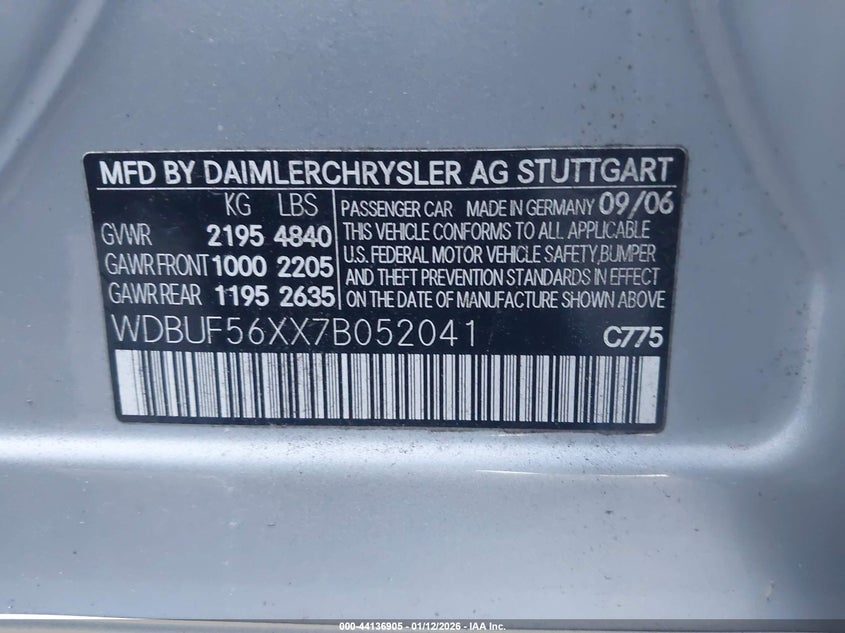 MFD BY DAIMLERCHRYSLER AG STUTTGART
KG LBS
GVWR 2195 4840
GAWR FRONT 1000 2205
GAWR REAR 1195 2635
PASSENGER CAR MADE IN GERMANY 09/06
THIS VEHICLE CONFORMS TO ALL APPLICABLE
U.S. FEDERAL MOTOR VEHICLE SAFETY,BUMPER
AND THEFT PREVENTION STANDARDS IN EFFECT
ON THE DATE OF MANUFACTURE SHOWN ABOVE
WDBUF56XX7B052041 C775
000-44136905 - 01/12/2026 - IAA Inc.